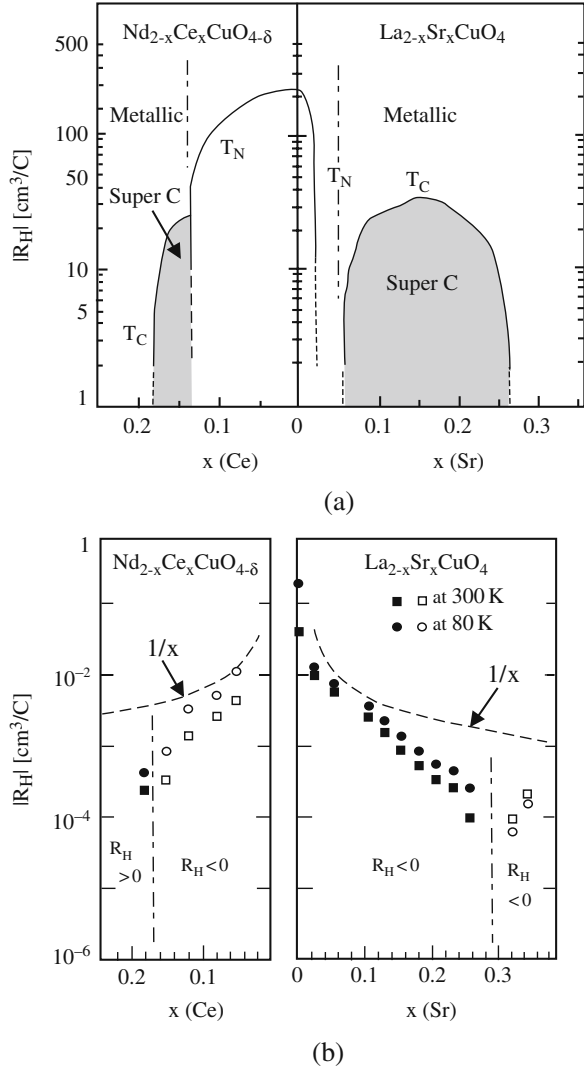 Nd2-xCexCuO4-δ
La2-xSrxCuO4
|RH| [cm3/C]
500
100
50
10
5
1
Metallic
TN
Super C
TC
Metallic
TN
TC
Super C
0.2
0.1
0
0.1
0.2
0.3
x (Ce)
x (Sr)
(a)
Nd2-xCexCuO4-δ
La2-xSrxCuO4
at 300 K
at 80 K
|RH| [cm3/C]
1
10−2
10−4
10−6
1/x
1/x
RH
>0
RH<0
RH<0
RH
<0
0.2
0.1
0
0.1
0.2
0.3
x (Ce)
x (Sr)
(b)